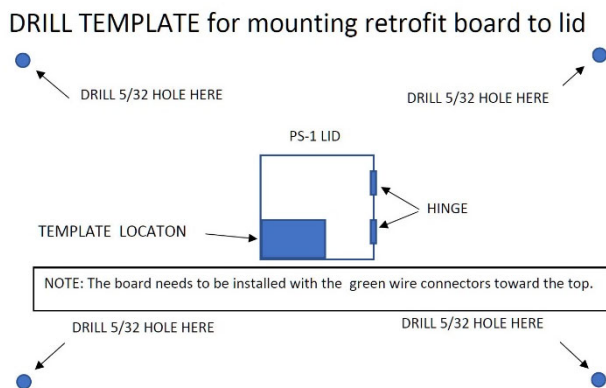 DRILL TEMPLATE for mounting retrofit board to lid
DRILL 5/32 HOLE HERE
DRILL 5/32 HOLE HERE
PS-1 LID
HINGE
TEMPLATE LOCATON
NOTE: The board needs to be installed with the green wire connectors toward the top.
DRILL 5/32 HOLE HERE
DRILL 5/32 HOLE HERE